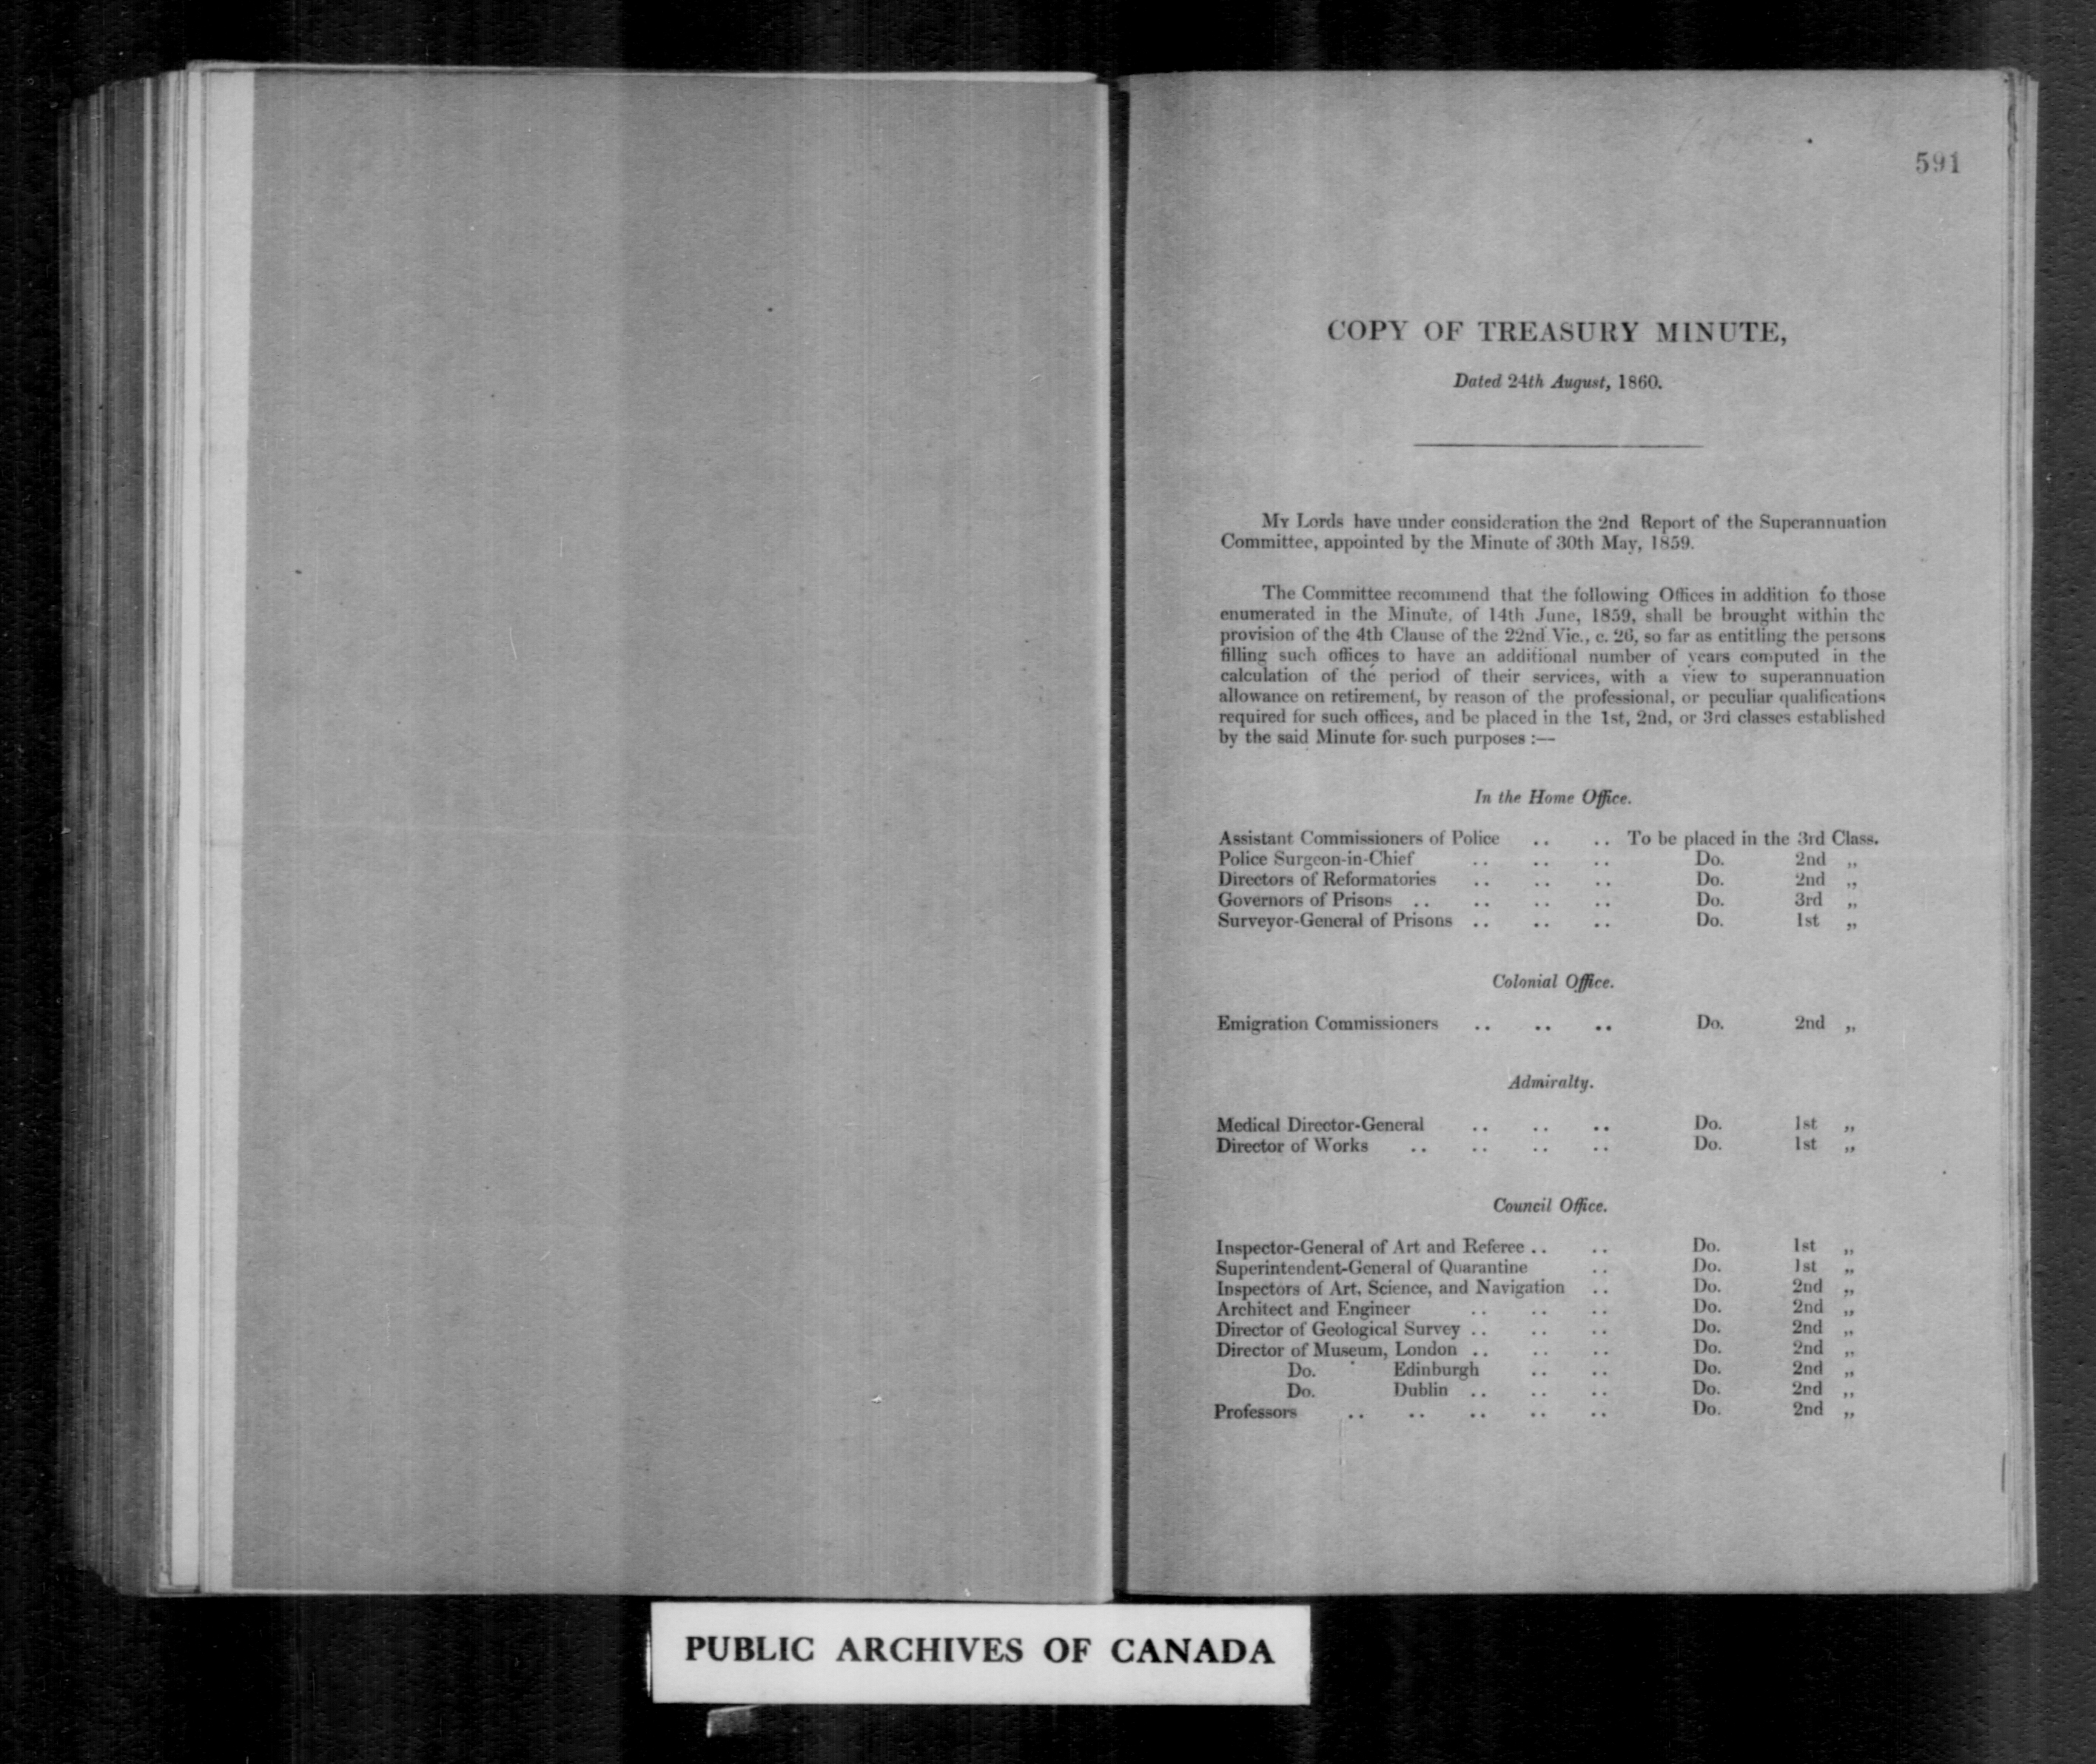 591
COPY OF TREASURY MINUTE,
Dated 24th August, 1860.
My Lords have under consideration the 2nd Report of the Superannuation
Committee, appointed by the Minute of 30th May, 1859.
The Committee recommend that the following Offices in addition to those
enumerated in the Minute, of 14th June, 1859, shall be brought within the
provision of the 4th Clause of the 22nd Vic., c. 26, so far as entitling the persons
filling such offices to have an additional number of years computed in the
calculation of the period of their services, with a view to superannuation
allowance on retirement, by reason of the professional, or peculiar qualifications
required for such offices, and be placed in the 1st, 2nd, or 3rd classes established
by the said Minute for such purposes :—
In the Home Office.
Assistant Commissioners of Police .. .. To be placed in the 3rd Class.
Police Surgeon-in-Chief .. .. .. Do. 2nd „
Directors of Reformatories .. .. .. Do. 2nd „
Governors of Prisons .. .. .. .. Do. 3rd „
Surveyor-General of Prisons .. .. .. Do. 1st „
Colonial Office.
Emigration Commissioners .. .. .. Do. 2nd „
Admiralty.
Medical Director-General .. .. .. Do. 1st „
Director of Works .. .. .. .. Do. 1st „
Council Office.
Inspector-General of Art and Referee .. .. Do. 1st „
Superintendent-General of Quarantine .. Do. 1st „
Inspectors of Art, Science, and Navigation .. Do. 2nd „
Architect and Engineer .. .. .. Do. 2nd „
Director of Geological Survey .. .. .. Do. 2nd „
Director of Museum, London .. .. .. Do. 2nd „
Do. Edinburgh .. .. Do. 2nd „
Do. Dublin .. .. .. Do. 2nd „
Professors .. .. .. .. .. Do. 2nd „
PUBLIC ARCHIVES OF CANADA